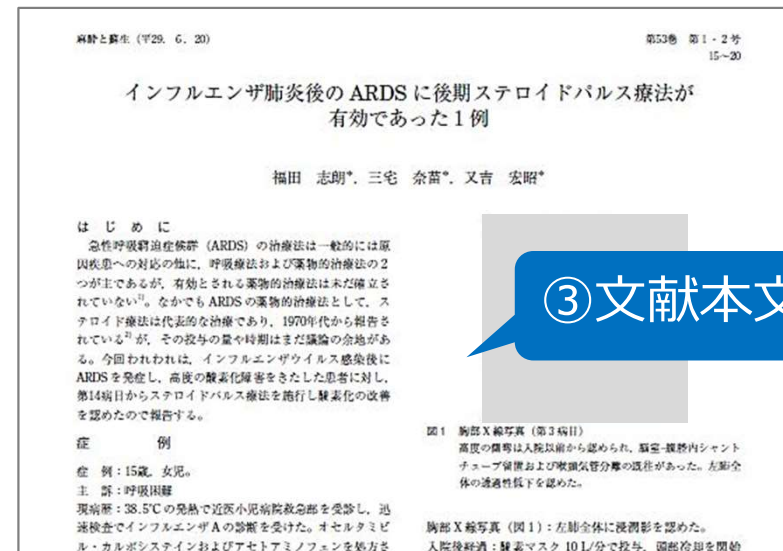 麻酔と蘇生 (平29. 6. 20)
第53巻 第1・2号
15〜20
インフルエンザ肺炎後の ARDS に後期ステロイドパルス療法が
有効であった1例
福田 志朗*, 三宅 奈苗*, 又吉 宏昭*
はじめに
急性呼吸窮迫症候群 (ARDS) の治療法は一般的には原
因疾患への対応の他に, 呼吸療法および薬物的治療法の2
つが主であるが, 有効とされる薬物的治療法は未だ確立さ
れていない1)。なかでも ARDS の薬物的治療法として, ス
テロイド療法は代表的な治療であり, 1970年代から報告さ
れている2) が, その投与の量や時期はまだ議論の余地があ
る。今回われわれは, インフルエンザウイルス感染後に
ARDS を発症し, 高度の酸素化障害をきたした患者に対し,
第14病日からステロイドパルス療法を施行し酸素化の改善
を認めたので報告する。
症 例
症 例:15歳, 女児。
主 訴:呼吸困難
現病歴:38.5℃の発熱で近医小児病院救急部を受診し, 迅
速検査でインフルエンザAの診断を受けた。オセルタミビ
ル・カルボシステインおよびアセトアミノフェンを処方さ
③文献本文
図1 胸部X線写真 (第3病日)
高度の側弯は入院以前から認められ, 脳室-腹腔内シャント
チューブ留置および喉頭気管分離の既往があった。左肺全
体の透過性低下を認めた。
胸部X線写真 (図1):左肺全体に浸潤影を認めた。
入院後経過:酸素マスク 10 L/分で投与, 頭部冷却を開始